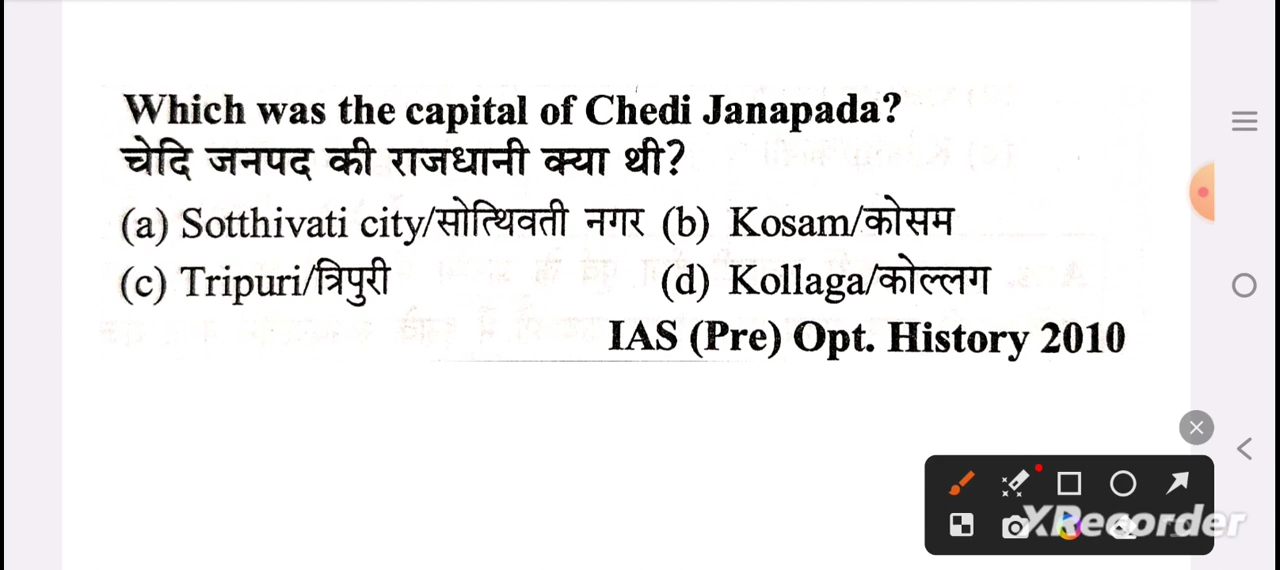 Which was the capital of Chedi Janapada?
चेदि जनपद की राजधानी क्या थी?
(a) Sotthivati city/सोत्थिवती नगर (b) Kosam/कोसम
(c) Tripuri/त्रिपुरी (d) Kollaga/कोल्लग
IAS (Pre) Opt. History 2010
XRecorder